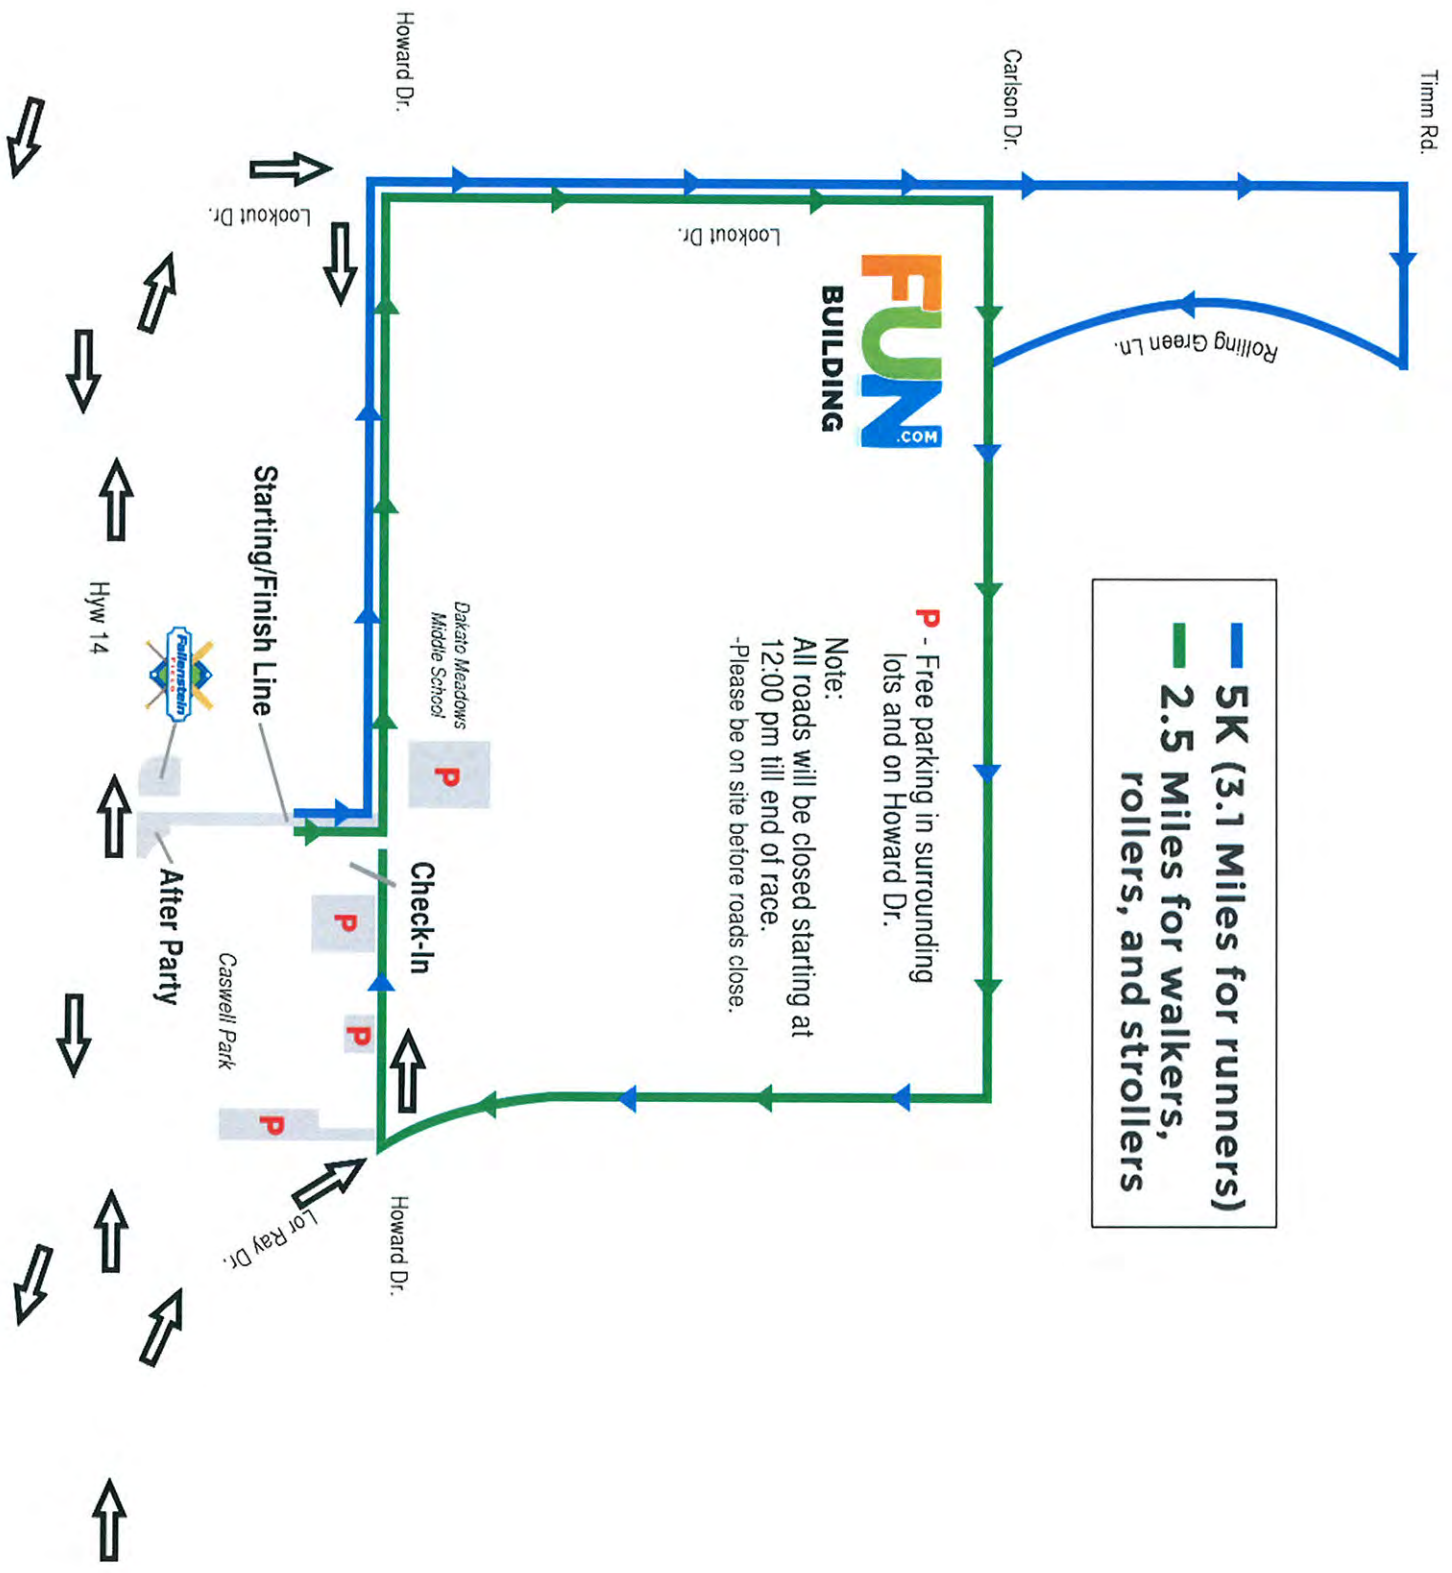 5K (3.1 Miles for runners)
2.5 Miles for walkers,
rollers, and strollers
Timm Rd.
Carlson Dr.
Rolling Green Ln.
FUN
.COM
BUILDING
P - Free parking in surrounding
lots and on Howard Dr.
Note:
All roads will be closed starting at
12:00 pm till end of race.
-Please be on site before roads close.
Lookout Dr.
Dakato Meadows
Middle School
P
Howard Dr.
Check-In
Howard Dr.
P
P
P
Lookout Dr.
Starting/Finish Line
Caswell Park
Lor Ray Dr.
Fallenstein
FIELD
After Party
Hyw 14